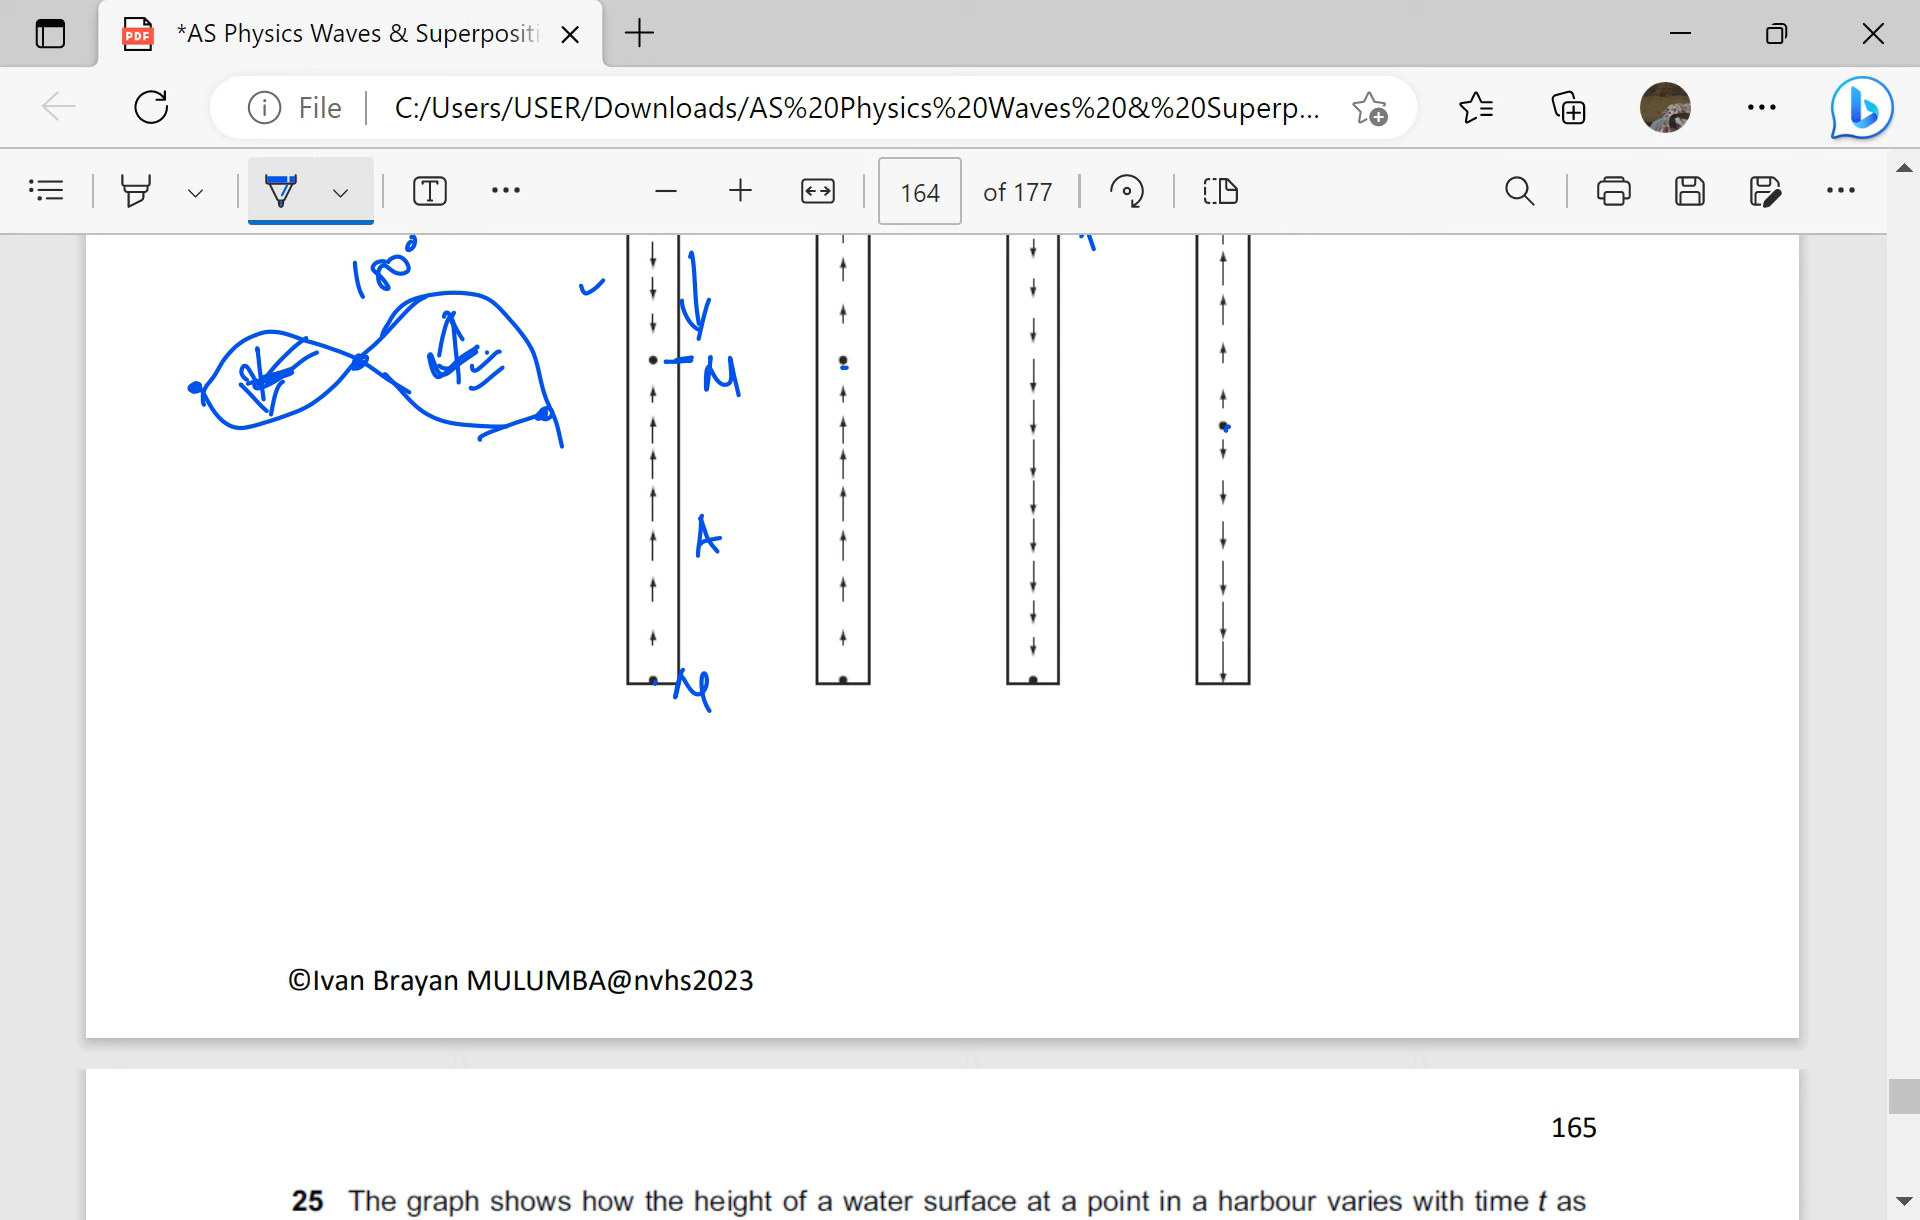 PDF
*AS Physics Waves & Superpositi
File
C:/Users/USER/Downloads/AS%20Physics%20Waves%20&%20Superp...
b
T
164 of 177
180°
N
A
N
©Ivan Brayan MULUMBA@nvhs2023
165
25 The graph shows how the height of a water surface at a point in a harbour varies with time t as